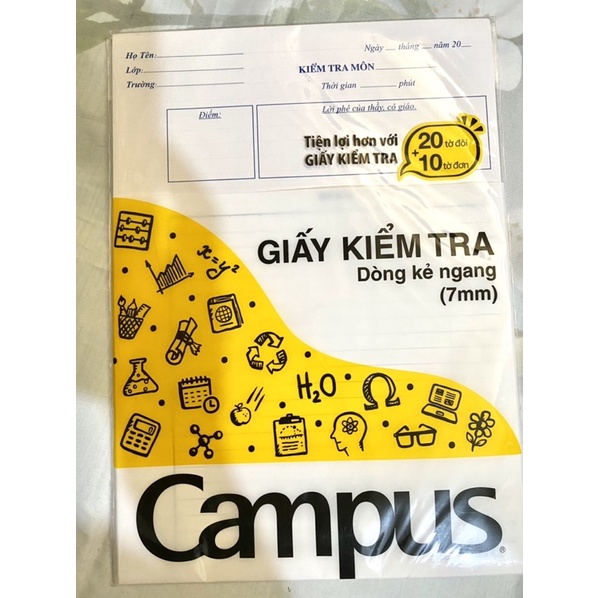 Họ Tên:
Ngày tháng năm 20
Lớp:
KIỂM TRA MÔN
Trường:
Thời gian phút
Điểm:
Lời phê của thầy, cô giáo.
Tiện lợi hơn với
GIẤY KIỂM TRA
20 tờ đôi
+
10 tờ đơn
GIẤY KIỂM TRA
Dòng kẻ ngang
(7mm)
x=y²
H₂O
Ω
Campus®